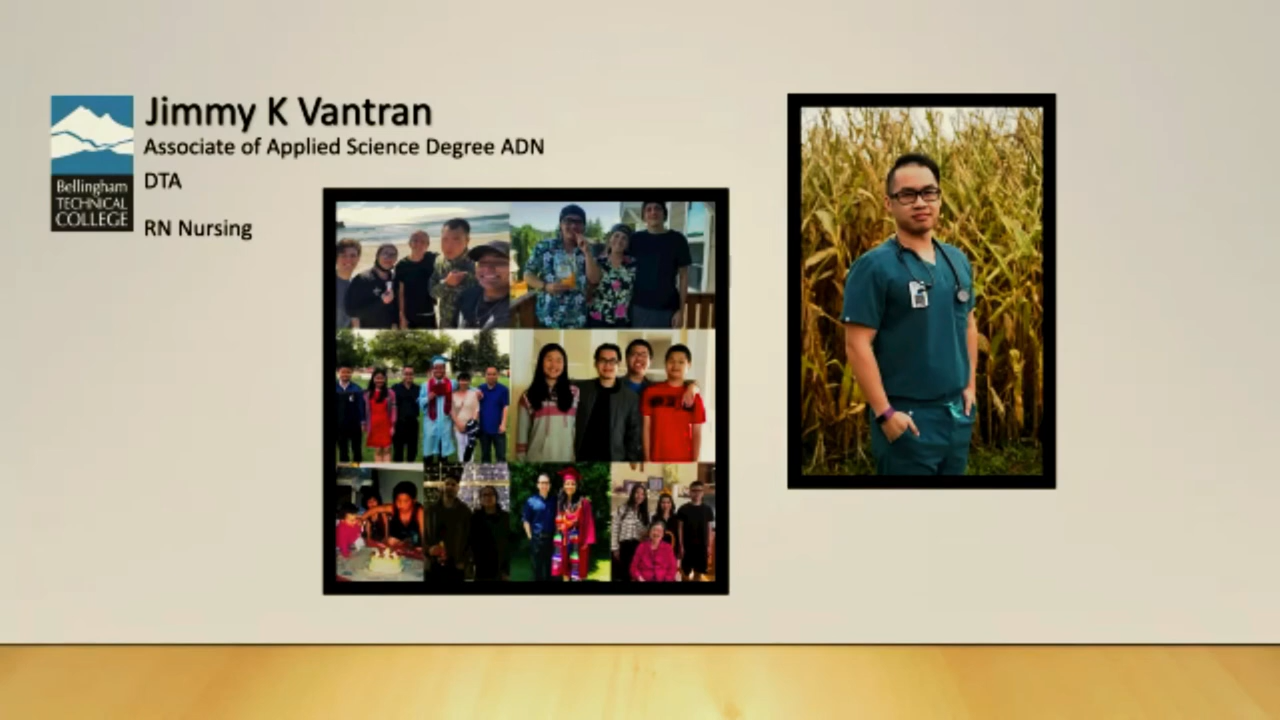 Jimmy K Vantran
Associate of Applied Science Degree ADN
DTA
RN Nursing
Bellingham
TECHNICAL
COLLEGE